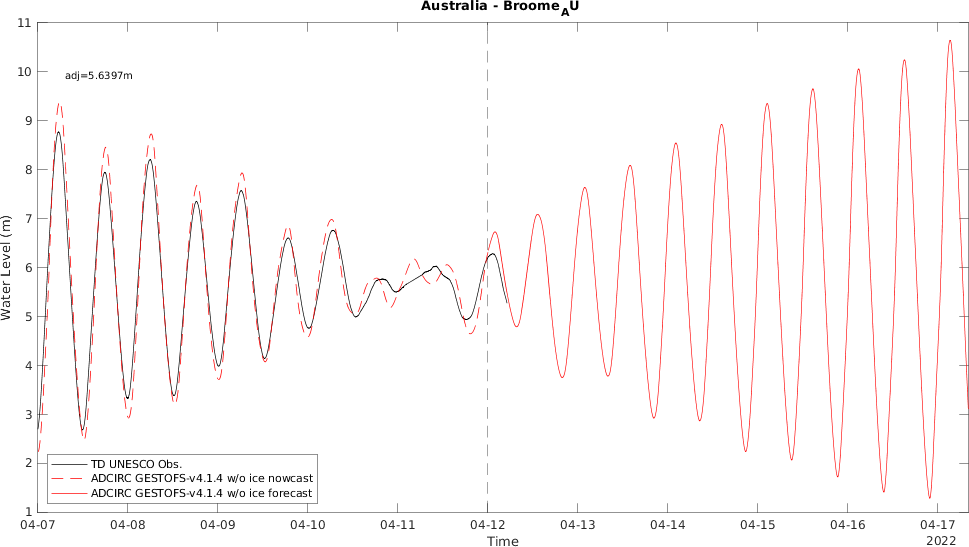 Australia - Broome_AU
11
10
9
8
7
6
5
4
3
2
1
Water Level (m)
adj=5.6397m
TD UNESCO Obs.
ADCIRC GESTOFS-v4.1.4 w/o ice nowcast
ADCIRC GESTOFS-v4.1.4 w/o ice forecast
04-07 04-08 04-09 04-10 04-11 04-12 04-13 04-14 04-15 04-16 04-17
Time
2022